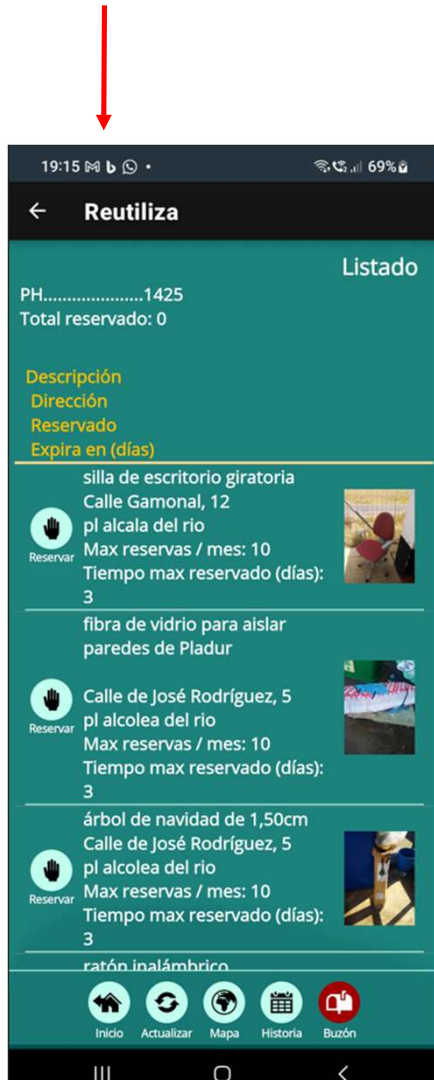 19:15 69%
Reutiliza
Listado
PH.....................1425
Total reservado: 0
Descripción
Dirección
Reservado
Expira en (días)
silla de escritorio giratoria
Calle Gamonal, 12
pl alcala del rio
Max reservas / mes: 10
Tiempo max reservado (días):
3
Reservar
fibra de vidrio para aislar
paredes de Pladur
Calle de José Rodríguez, 5
pl alcolea del rio
Max reservas / mes: 10
Tiempo max reservado (días):
3
Reservar
árbol de navidad de 1,50cm
Calle de José Rodríguez, 5
pl alcolea del rio
Max reservas / mes: 10
Tiempo max reservado (días):
3
Reservar
ratón inalámbrico
Inicio Actualizar Mapa Historia Buzón